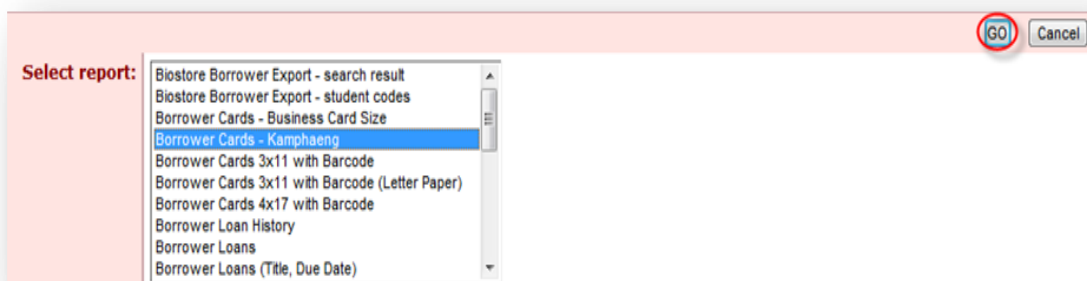 GO Cancel
Select report:
Biostore Borrower Export - search result
Biostore Borrower Export - student codes
Borrower Cards - Business Card Size
Borrower Cards - Kamphaeng
Borrower Cards 3x11 with Barcode
Borrower Cards 3x11 with Barcode (Letter Paper)
Borrower Cards 4x17 with Barcode
Borrower Loan History
Borrower Loans
Borrower Loans (Title, Due Date)